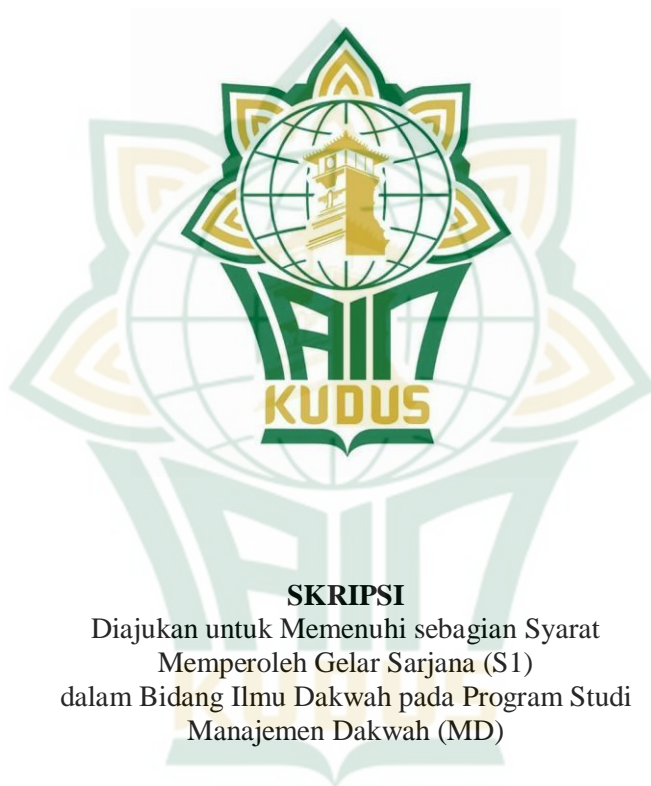 IAIN
KUDUS
SKRIPSI
Diajukan untuk Memenuhi sebagian Syarat
Memperoleh Gelar Sarjana (S1)
dalam Bidang Ilmu Dakwah pada Program Studi
Manajemen Dakwah (MD)